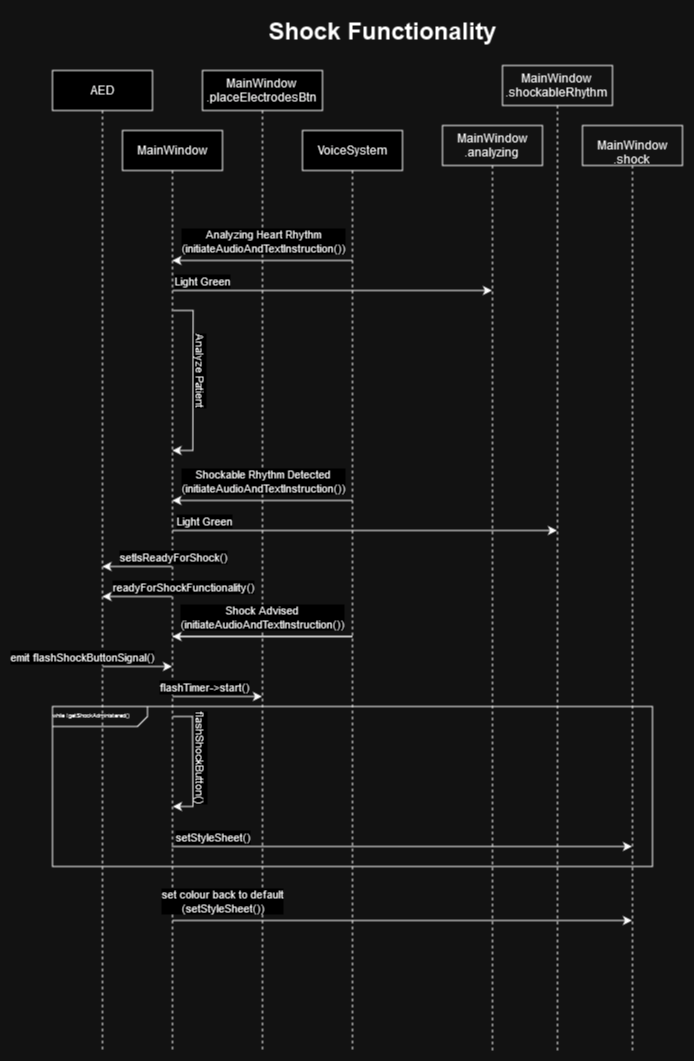 Shock Functionality
AED
MainWindow
.placeElectrodesBtn
MainWindow
.shockableRhythm
MainWindow
VoiceSystem
MainWindow
.analyzing
MainWindow
.shock
Analyzing Heart Rhythm
(initiateAudioAndTextInstruction())
Light Green
Analyze Patient
Shockable Rhythm Detected
(initiateAudioAndTextInstruction())
Light Green
setIsReadyForShock()
readyForShockFunctionality()
Shock Advised
(initiateAudioAndTextInstruction())
emit flashShockButtonSignal()
flashTimer->start()
while (getShockAdministered()
flashShockButton()
setStyleSheet()
set colour back to default
(setStyleSheet())